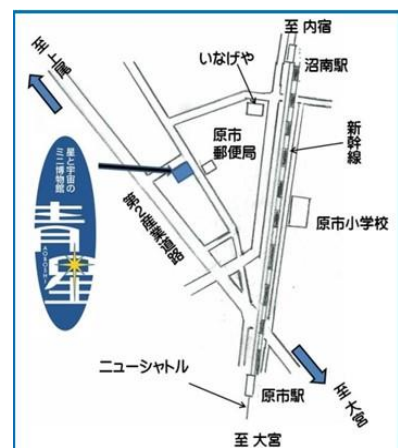 至 内宿
至上尾
いなげや
沼南駅
星と宇宙の
ミニ博物館
青星
AOBOSHI
原市
郵便局
新幹線
第2産業道路
原市小学校
ニューシャトル
原市駅
至大宮
至 大宮